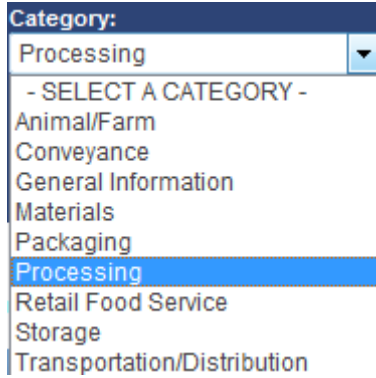 Category:
Processing
- SELECT A CATEGORY -
Animal/Farm
Conveyance
General Information
Materials
Packaging
Processing
Retail Food Service
Storage
Transportation/Distribution